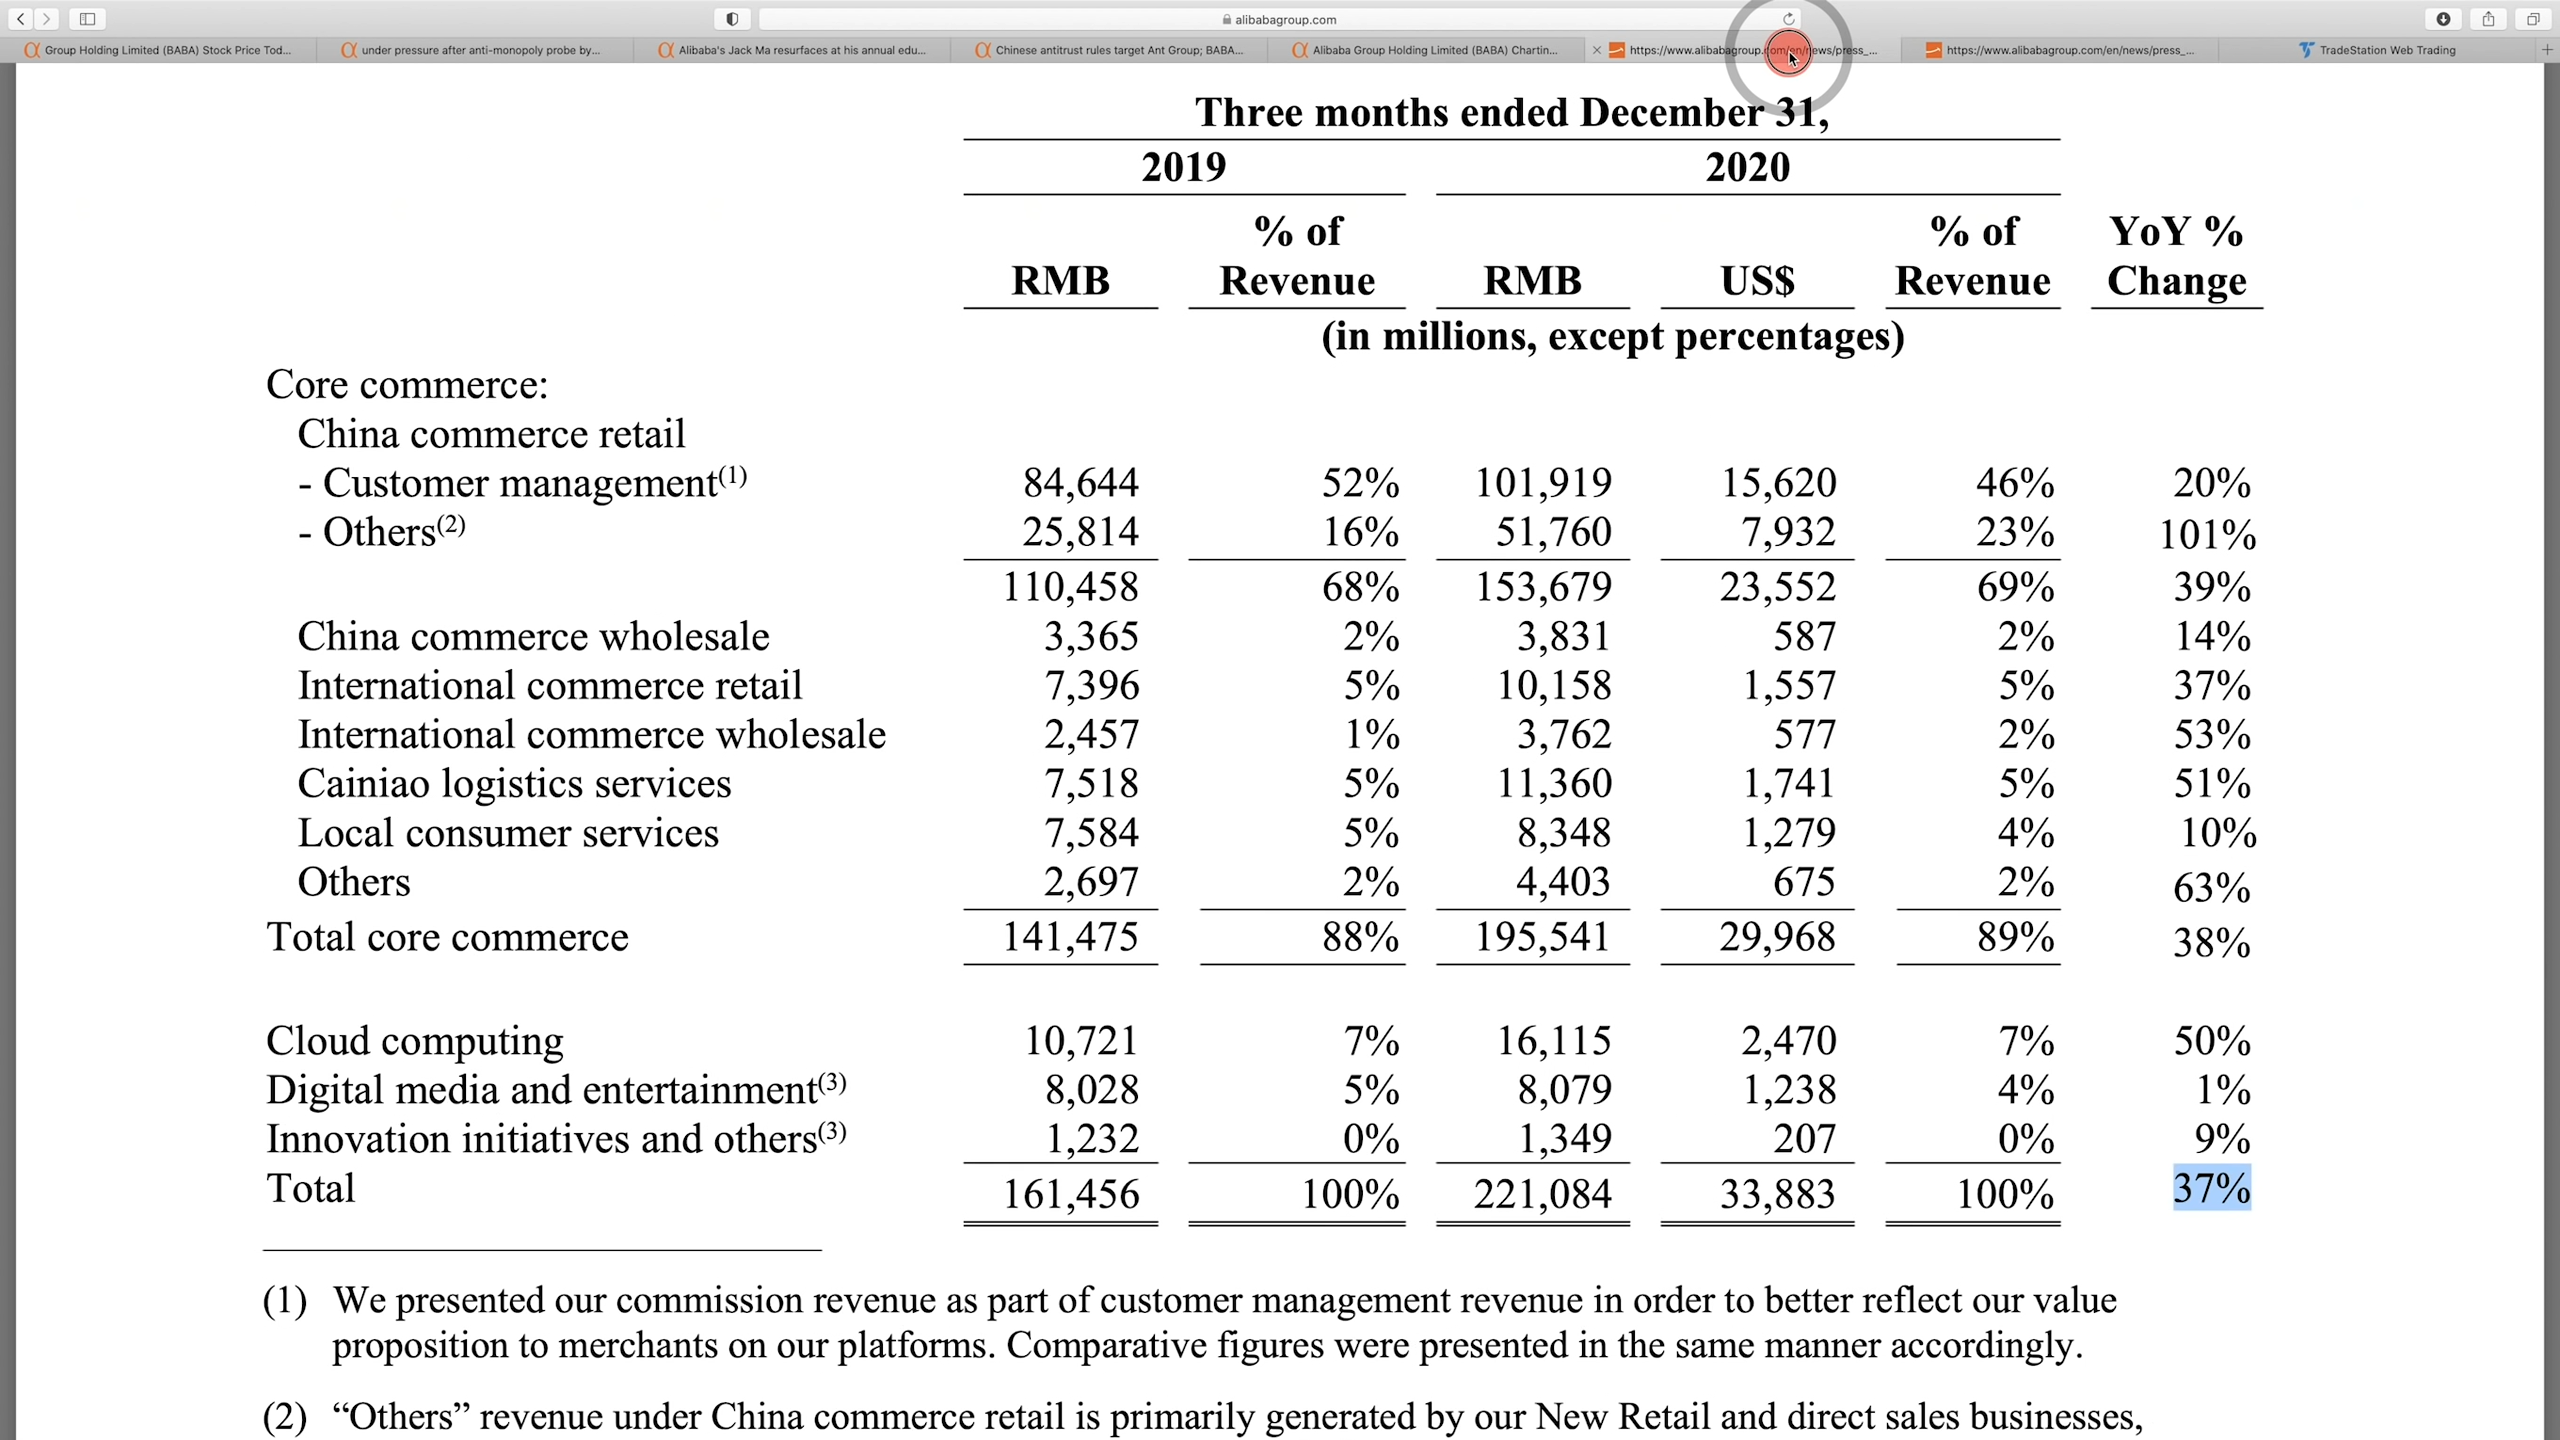 alibabagroup.com
Group Holding Limited (BABA) Stock Price Tod...
under pressure after anti-monopoly probe by...
Alibaba's Jack Ma resurfaces at his annual edu...
Chinese antitrust rules target Ant Group; BABA...
Alibaba Group Holding Limited (BABA) Chartin...
https://www.alibabagroup.com/en/news/press_...
https://www.alibabagroup.com/en/news/press_...
TradeStation Web Trading
Three months ended December 31,
2019 2020
% of % of YoY %
RMB Revenue RMB US$ Revenue Change
(in millions, except percentages)
Core commerce:
China commerce retail
- Customer management(1) 84,644 52% 101,919 15,620 46% 20%
- Others(2) 25,814 16% 51,760 7,932 23% 101%
110,458 68% 153,679 23,552 69% 39%
China commerce wholesale 3,365 2% 3,831 587 2% 14%
International commerce retail 7,396 5% 10,158 1,557 5% 37%
International commerce wholesale 2,457 1% 3,762 577 2% 53%
Cainiao logistics services 7,518 5% 11,360 1,741 5% 51%
Local consumer services 7,584 5% 8,348 1,279 4% 10%
Others 2,697 2% 4,403 675 2% 63%
Total core commerce 141,475 88% 195,541 29,968 89% 38%
Cloud computing 10,721 7% 16,115 2,470 7% 50%
Digital media and entertainment(3) 8,028 5% 8,079 1,238 4% 1%
Innovation initiatives and others(3) 1,232 0% 1,349 207 0% 9%
Total 161,456 100% 221,084 33,883 100% 37%
(1) We presented our commission revenue as part of customer management revenue in order to better reflect our value
proposition to merchants on our platforms. Comparative figures were presented in the same manner accordingly.
(2) “Others” revenue under China commerce retail is primarily generated by our New Retail and direct sales businesses,